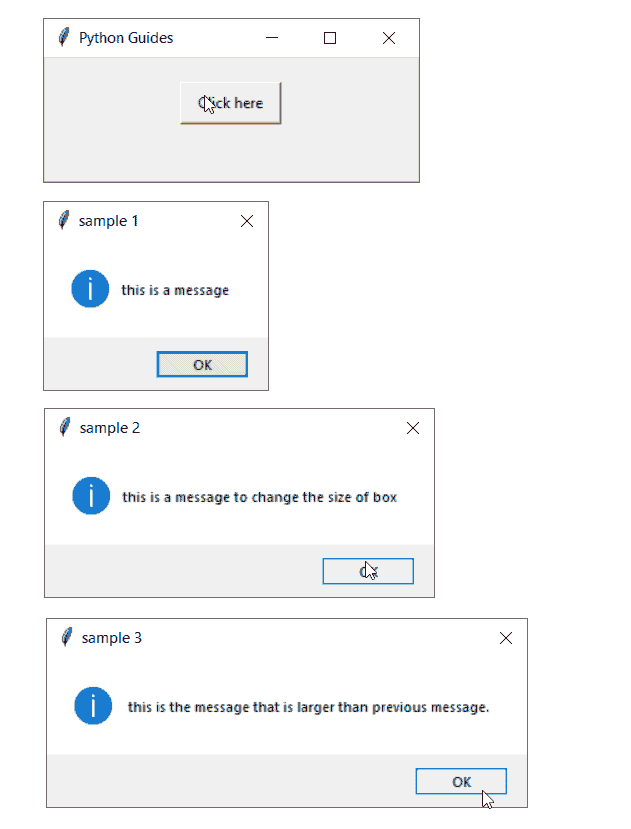 Python Guides
Click here
sample 1
this is a message
OK
sample 2
this is a message to change the size of box
OK
sample 3
this is the message that is larger than previous message.
OK